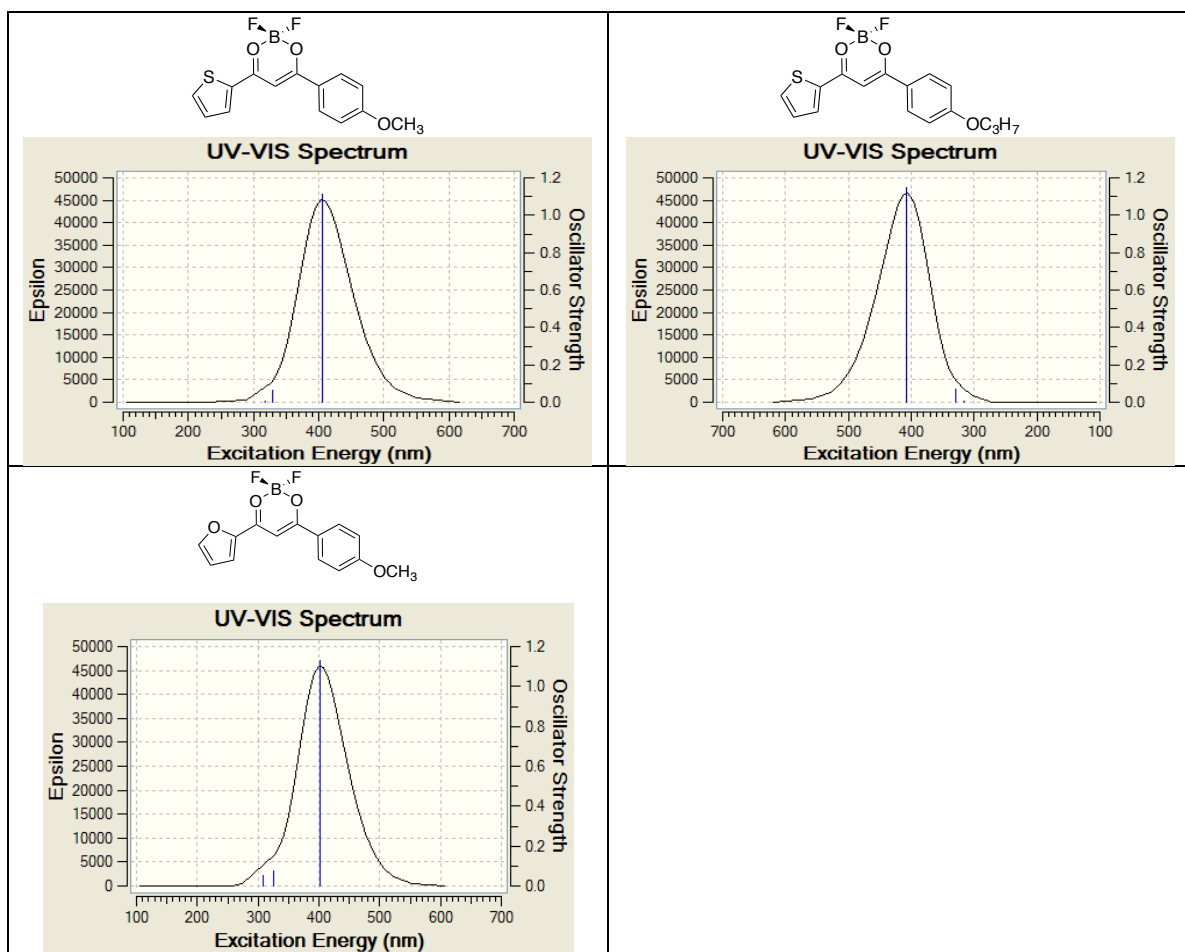 F F
B
O O
S
OCH3
UV-VIS Spectrum
50000
45000
40000
35000
30000
25000
20000
15000
10000
5000
0
Epsilon
1.2
1.0
0.8
0.6
0.4
0.2
0.0
Oscillator Strength
100 200 300 400 500 600 700
Excitation Energy (nm)
F F
B
O O
S
OC3H7
UV-VIS Spectrum
50000
45000
40000
35000
30000
25000
20000
15000
10000
5000
0
Epsilon
1.2
1.0
0.8
0.6
0.4
0.2
0.0
Oscillator Strength
700 600 500 400 300 200 100
Excitation Energy (nm)
F F
B
O O
O
OCH3
UV-VIS Spectrum
50000
45000
40000
35000
30000
25000
20000
15000
10000
5000
0
Epsilon
1.2
1.0
0.8
0.6
0.4
0.2
0.0
Oscillator Strength
100 200 300 400 500 600 700
Excitation Energy (nm)